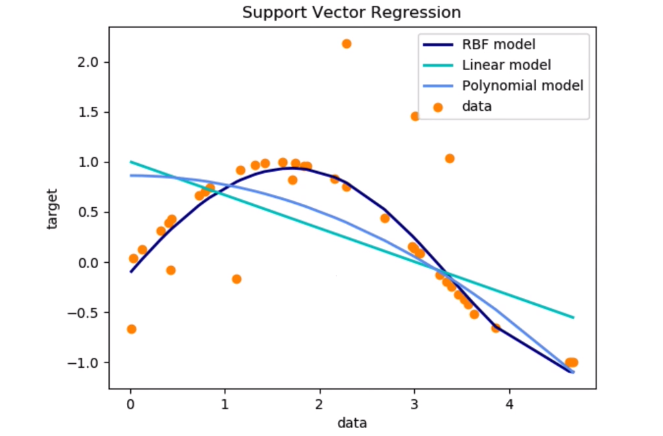 Support Vector Regression
RBF model
Linear model
Polynomial model
data
2.0
1.5
1.0
0.5
0.0
−0.5
−1.0
target
0
1
2
3
4
data